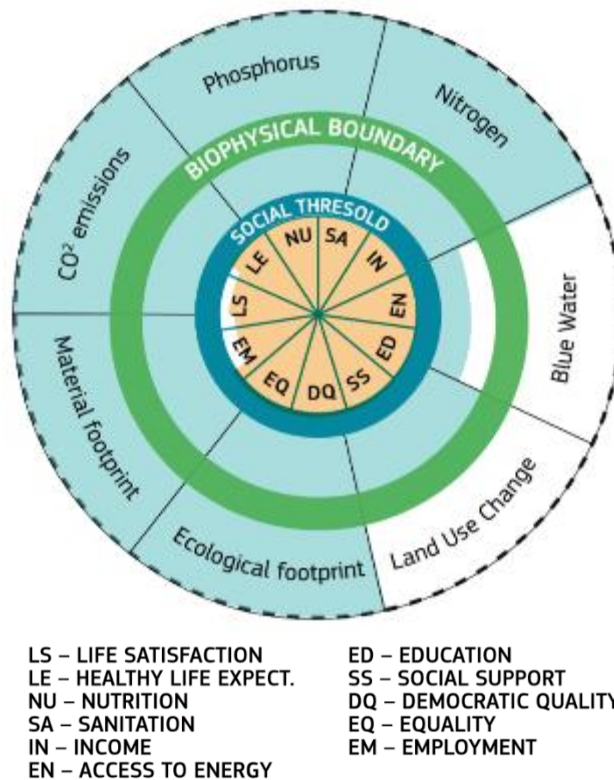 Phosphorus
Nitrogen
CO² emissions
BIOPHYSICAL BOUNDARY
SOCIAL THRESOLD
NU
SA
LE
IN
LS
EN
EM
ED
EQ
DQ
SS
Blue Water
Material footprint
Land Use Change
Ecological footprint
LS – LIFE SATISFACTION
LE – HEALTHY LIFE EXPECT.
NU – NUTRITION
SA – SANITATION
IN – INCOME
EN – ACCESS TO ENERGY
ED – EDUCATION
SS – SOCIAL SUPPORT
DQ – DEMOCRATIC QUALITY
EQ – EQUALITY
EM – EMPLOYMENT